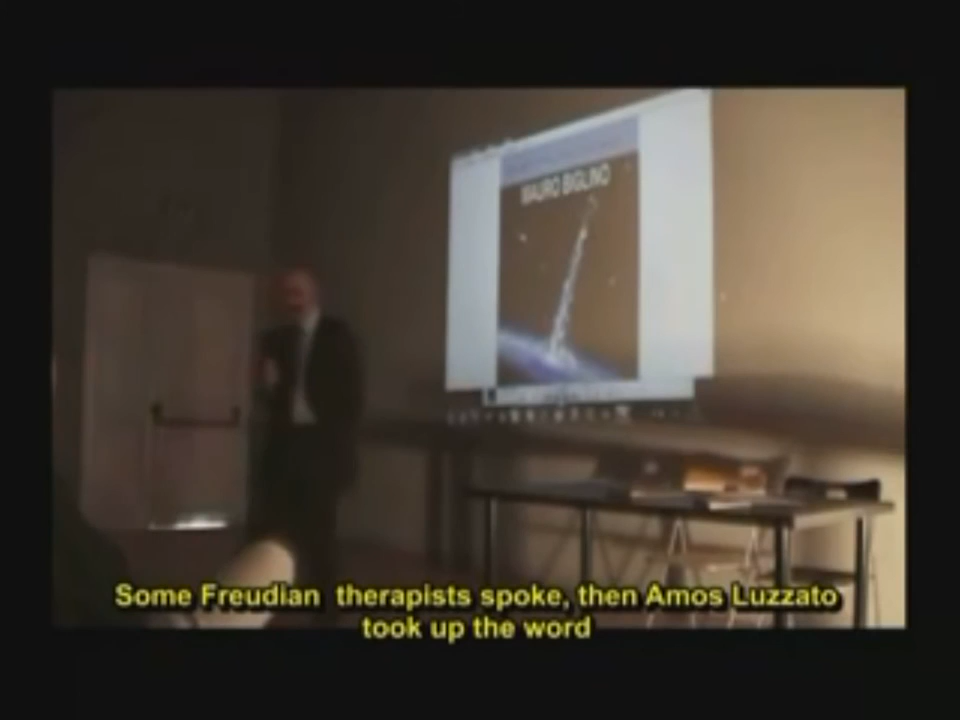 MAURO BIGLINO
Some Freudian therapists spoke, then Amos Luzzato
took up the word